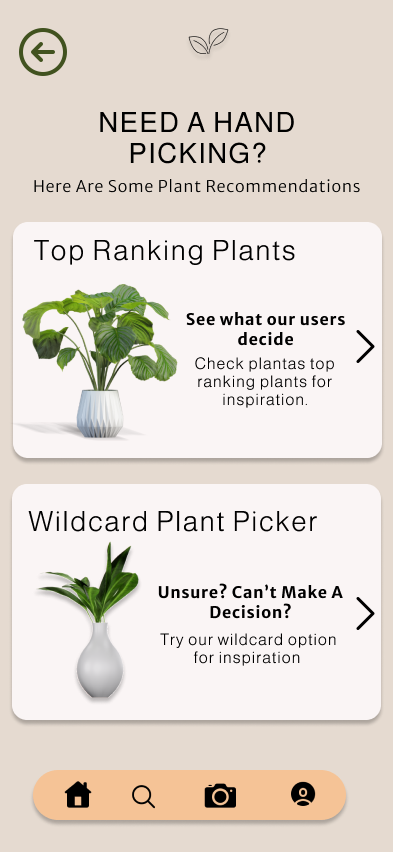 NEED A HAND
PICKING?
Here Are Some Plant Recommendations
Top Ranking Plants
See what our users
decide
Check plantas top
ranking plants for
inspiration.
Wildcard Plant Picker
Unsure? Can’t Make A
Decision?
Try our wildcard option
for inspiration